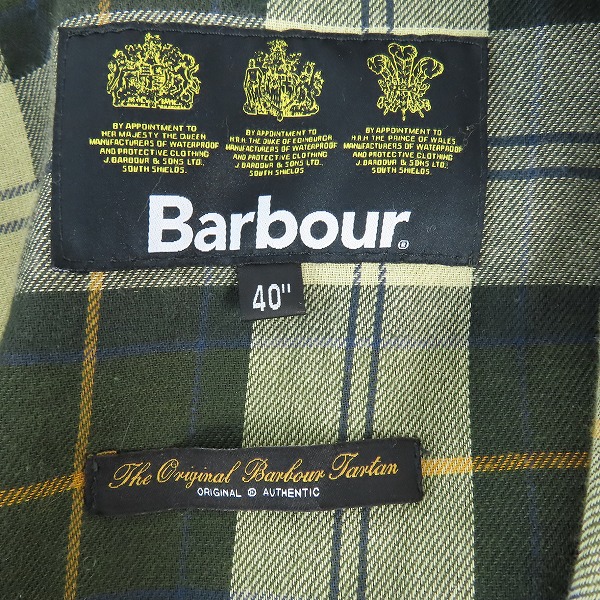 BY APPOINTMENT TO
HER MAJESTY THE QUEEN
MANUFACTURERS OF WATERPROOF
AND PROTECTIVE CLOTHING
J. BARBOUR & SONS LTD.,
SOUTH SHIELDS.
BY APPOINTMENT TO
H.R.H. THE DUKE OF EDINBURGH
MANUFACTURERS OF WATERPROOF
AND PROTECTIVE CLOTHING
J. BARBOUR & SONS LTD.,
SOUTH SHIELDS.
BY APPOINTMENT TO
H.R.H. THE PRINCE OF WALES
MANUFACTURERS OF WATERPROOF
AND PROTECTIVE CLOTHING
J. BARBOUR & SONS LTD.,
SOUTH SHIELDS.
Barbour®
40"
The Original Barbour Tartan
ORIGINAL ® AUTHENTIC